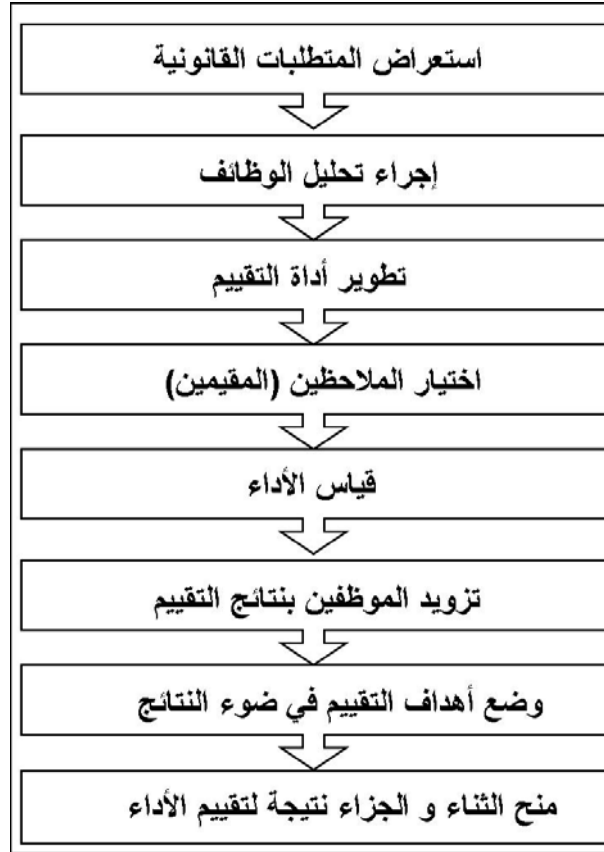 استعراض المتطلبات القانونية
إجراء تحليل الوظائف
تطوير أداة التقييم
اختيار الملاحظين (المقيمين)
قياس الأداء
تزويد الموظفين بنتائج التقييم
وضع أهداف التقييم في ضوء النتائج
منح الثناء و الجزاء نتيجة لتقييم الأداء